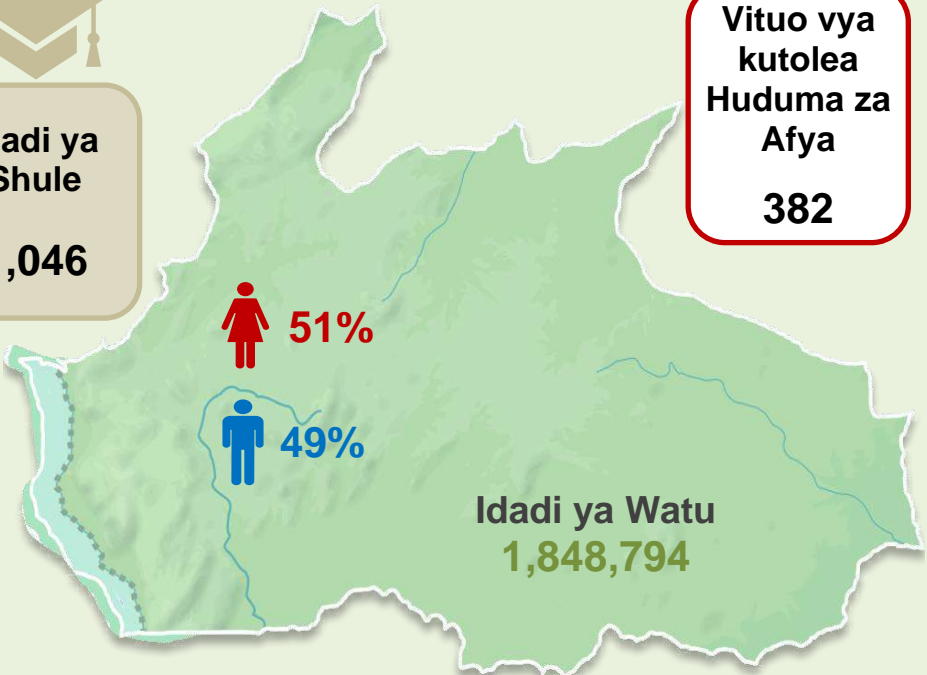 Vituo vya
kutolea
Huduma za
Afya
382
adi ya
Shule
,046
51%
49%
Idadi ya Watu
1,848,794